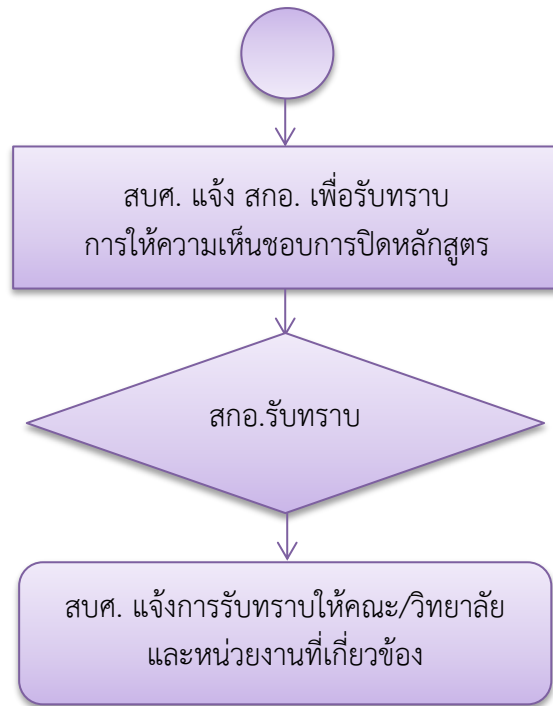 สบศ. แจ้ง สกอ. เพื่อรับทราบ
การให้ความเห็นชอบการปิดหลักสูตร
สกอ.รับทราบ
สบศ. แจ้งการรับทราบให้คณะ/วิทยาลัย
และหน่วยงานที่เกี่ยวข้อง